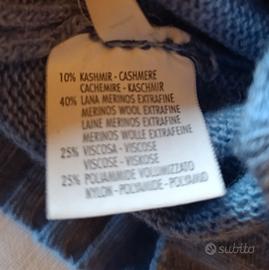 10% KASHMIR - CASHMERE
CACHEMIRE - KASCHMIR
40% LANA MERINOS EXTRAFINE
MERINOS WOOL EXTRAFINE
LAINE MERINOS EXTRAFINE
MERINOS WOLLE EXTRAFINE
25% VISCOSA - VISCOSE
VISCOSE - VISKOSE
25% POLIAMMIDE VOLUMIZZATO
NYLON - POLYAMIDE - POLYAMID
subito